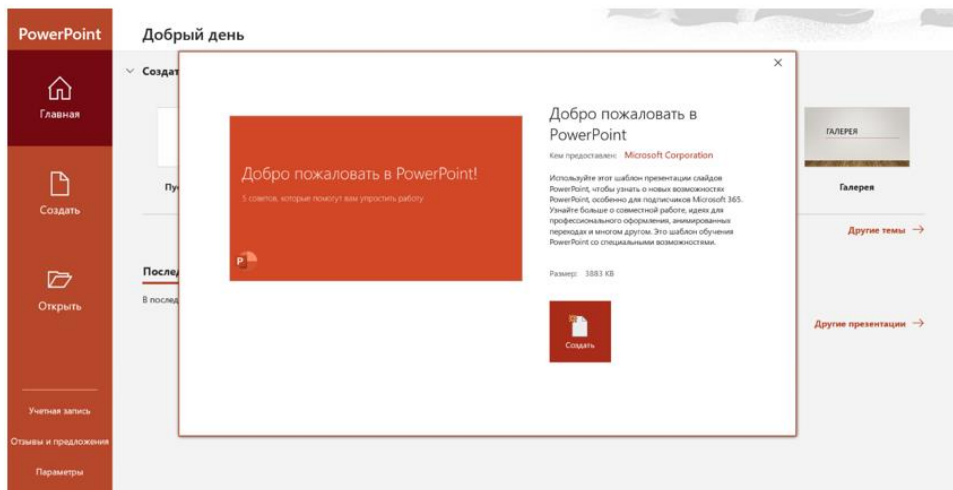 PowerPoint
Добрый день
Главная
Создать
Открыть
Учетная запись
Отзывы и предложения
Параметры
Создат
Пу
Послед
В послед
Добро пожаловать в PowerPoint!
5 советов, которые помогут вам упростить работу
P
Добро пожаловать в
PowerPoint
Кем предоставлен: Microsoft Corporation
Используйте этот шаблон презентации слайдов
PowerPoint, чтобы узнать о новых возможностях
PowerPoint, особенно для подписчиков Microsoft 365.
Узнайте больше о совместной работе, идеях для
профессионального оформления, анимированных
переходах и многом другом. Это шаблон обучения
PowerPoint со специальными возможностями.
Размер: 3883 KB
Создать
ГАЛЕРЕЯ
Галерея
Другие темы
Другие презентации